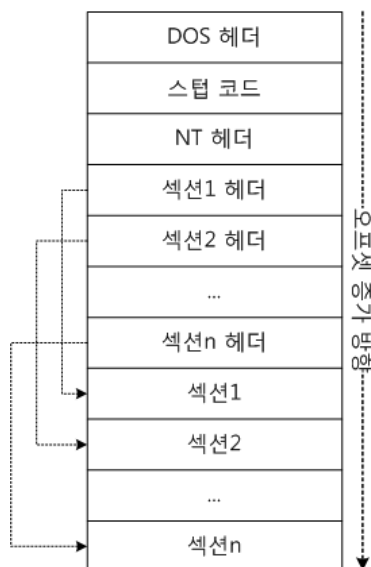 DOS 헤더
스텁 코드
NT 헤더
섹션1 헤더
섹션2 헤더
...
섹션n 헤더
섹션1
섹션2
...
섹션n
오프셋 증가 방향